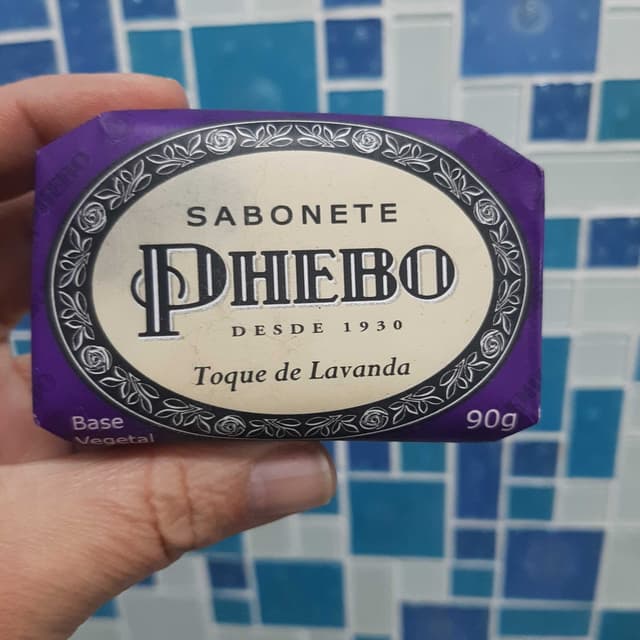 SABONETE
PHEBO
DESDE 1930
Toque de Lavanda
Base
Vegetal
90g